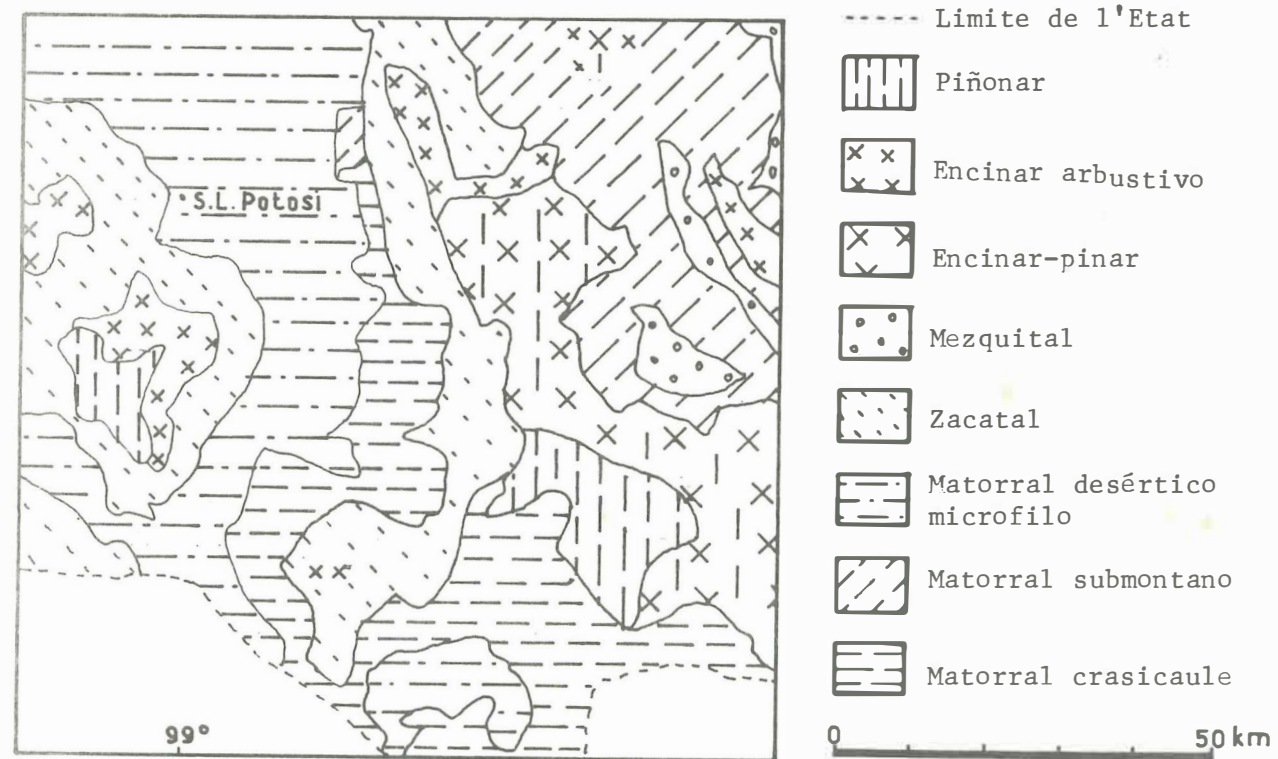 S.L.Potosi
99°
Limite de l'Etat
Piñonar
Encinar arbustivo
Encinar-pinar
Mezquital
Zacatal
Matorral desértico
microfilo
Matorral submontano
Matorral crasicaule
0 50 km